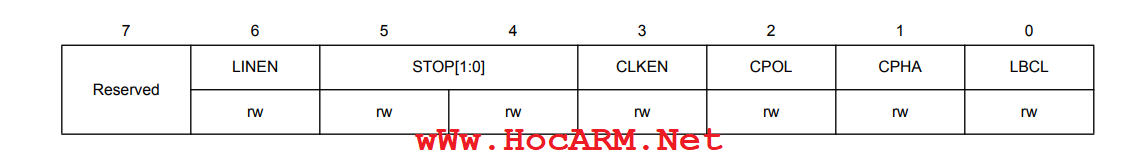 7 6 5 4 3 2 1 0
Reserved LINEN STOP[1:0] CLKEN CPOL CPHA LBCL
rw rw rw rw rw rw rw
wWw.HocARM.Net